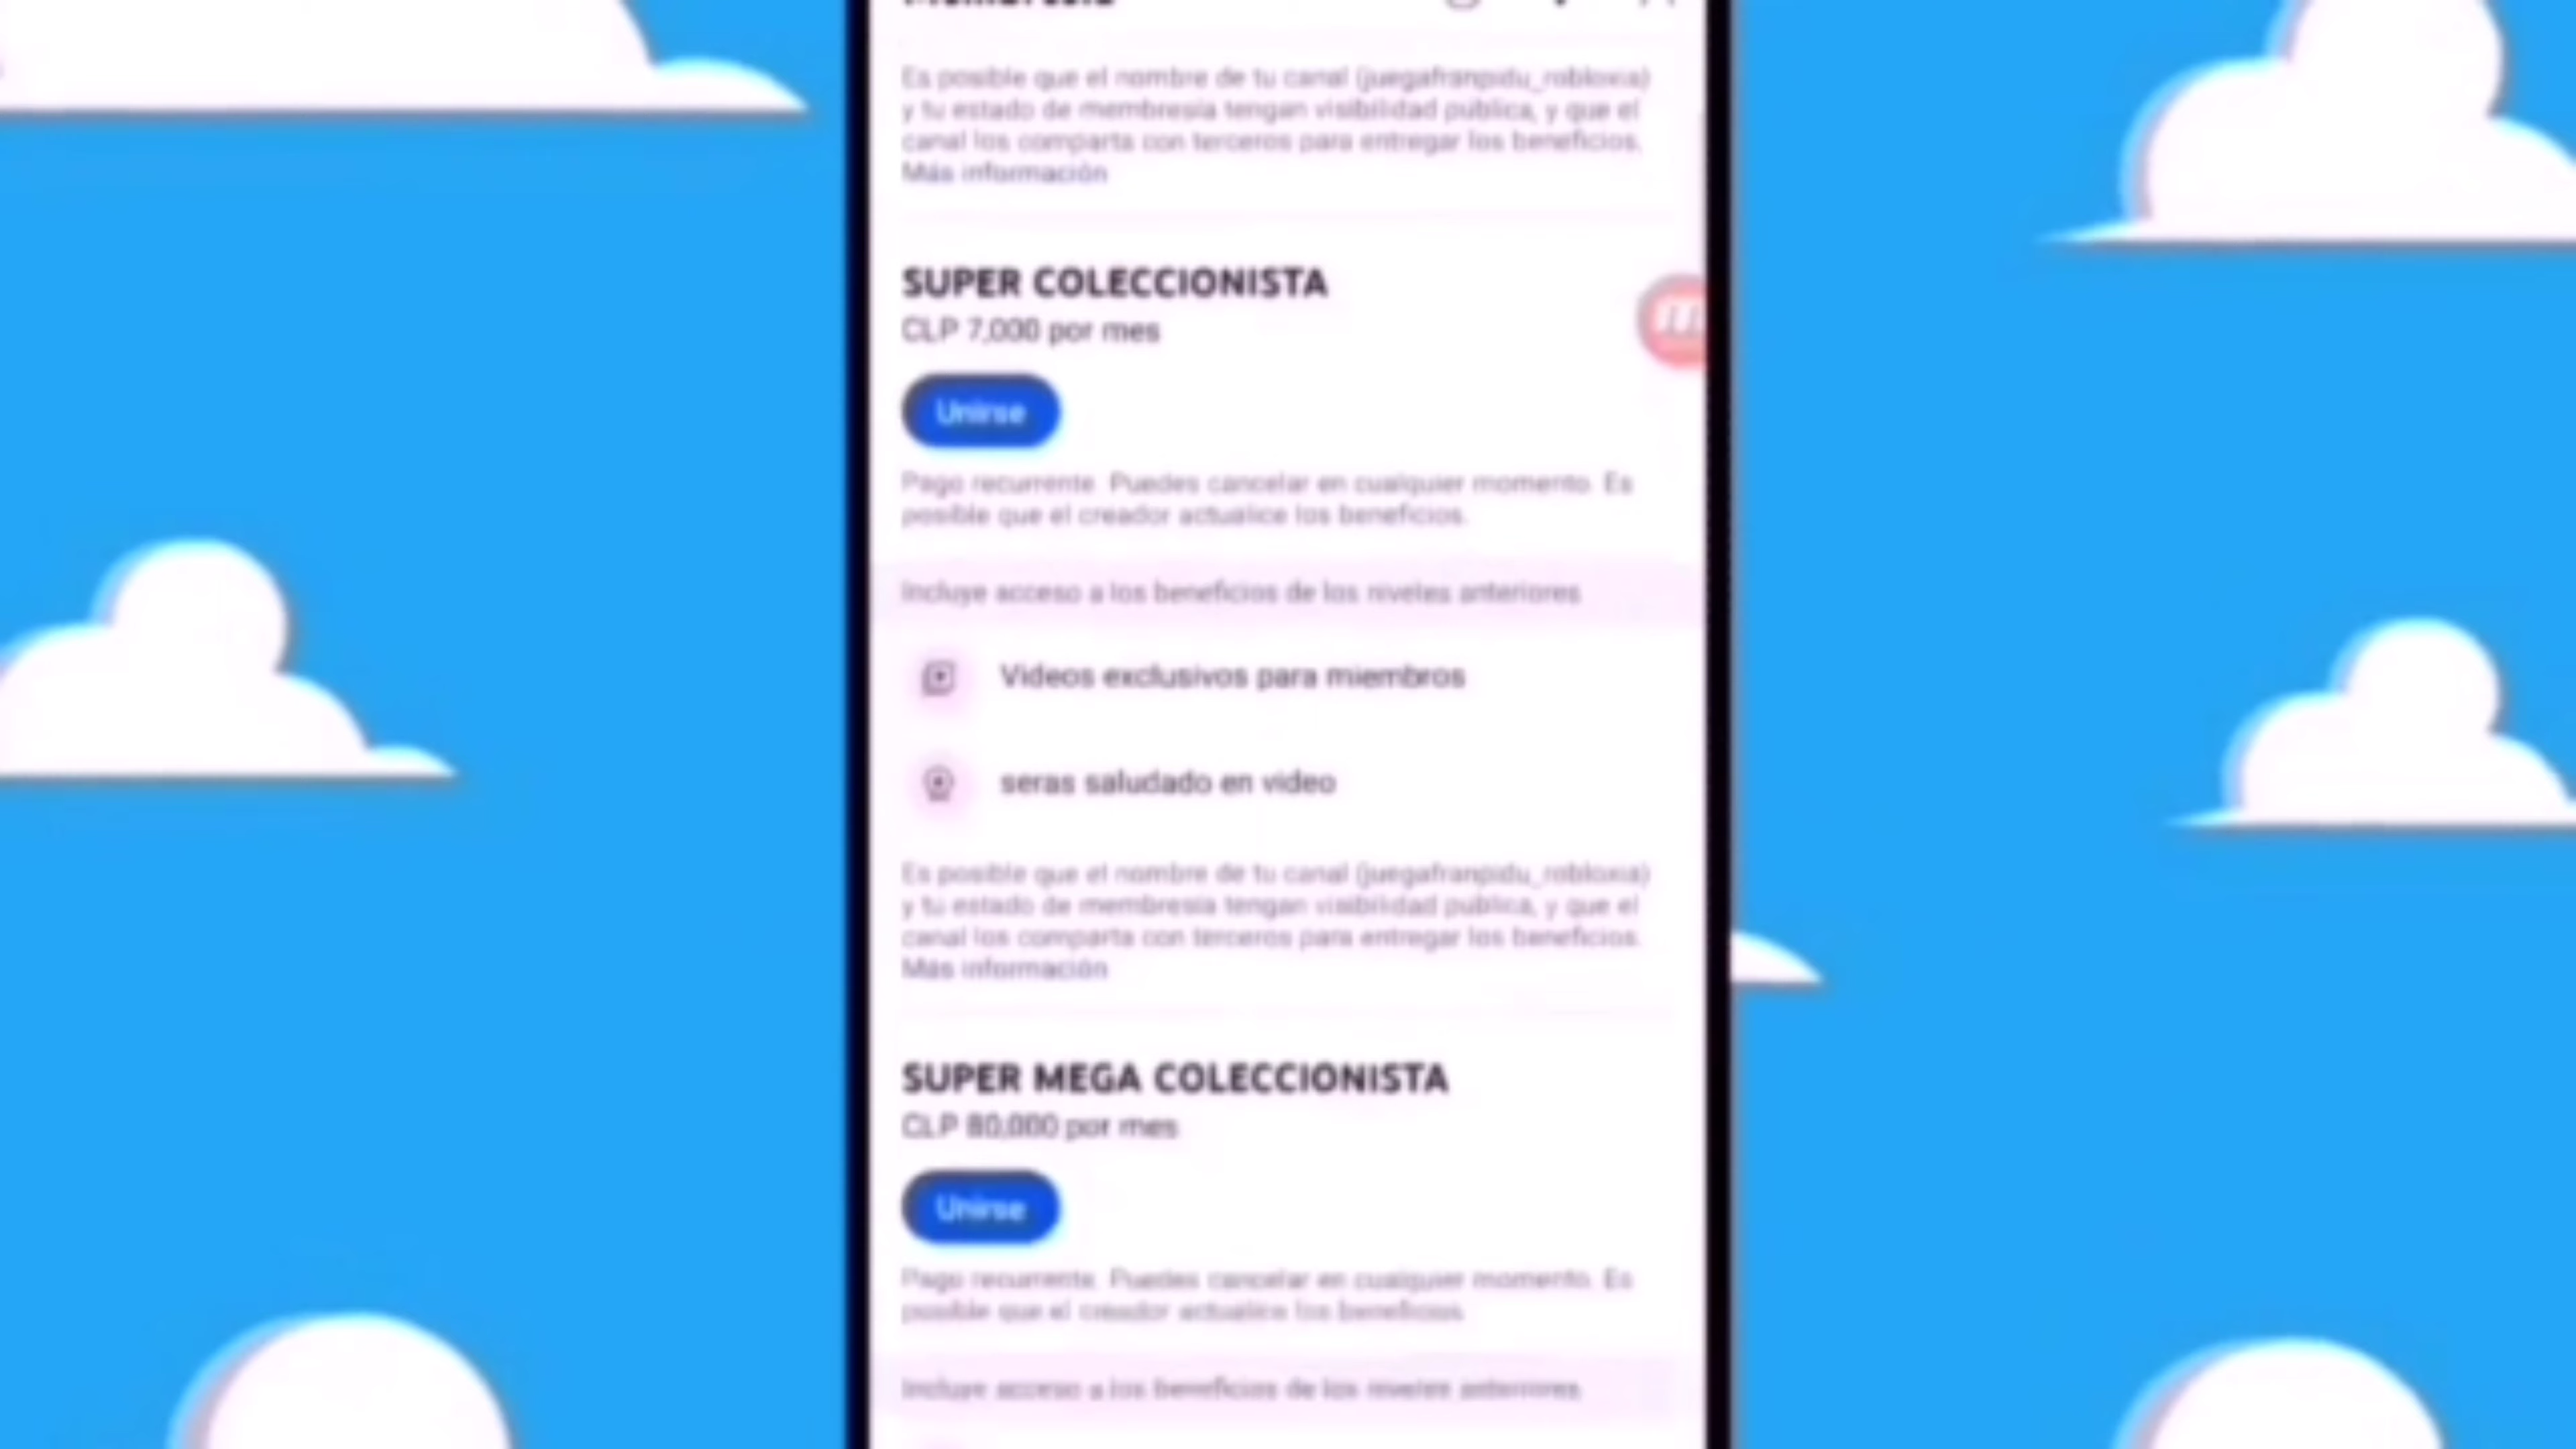 Es posible que el nombre de tu canal (juegafranpidu_robloxia)
y tu estado de membresía tengan visibilidad pública, y que el
canal los comparta con terceros para entregar los beneficios.
Más información
SUPER COLECCIONISTA
CLP 7,000 por mes
Unirse
Pago recurrente. Puedes cancelar en cualquier momento. Es
posible que el creador actualice los beneficios.
Incluye acceso a los beneficios de los niveles anteriores
Videos exclusivos para miembros
seras saludado en video
Es posible que el nombre de tu canal (juegafranpidu_robloxia)
y tu estado de membresía tengan visibilidad pública, y que el
canal los comparta con terceros para entregar los beneficios.
Más información
SUPER MEGA COLECCIONISTA
CLP 80,000 por mes
Unirse
Pago recurrente. Puedes cancelar en cualquier momento. Es
posible que el creador actualice los beneficios.
Incluye acceso a los beneficios de los niveles anteriores